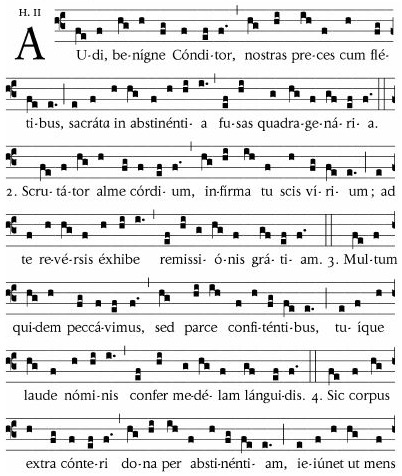 H. II
AU-di, be-nígne Cóndi-tor, nostras pre-ces cum flé-
ti-bus, sacráta in abstinénti- a fu-sas quadra-ge-ná-ri- a.
2. Scru-tá-tor alme córdi- um, in-fírma tu scis ví-ri- um; ad
te re-vérsis éxhibe remissi- ó-nis grá-ti- am. 3. Mul-tum
qui-dem peccá-vimus, sed parce confi-ténti-bus, tu-íque
laude nómi-nis confer me-dé-lam lángui-dis. 4. Sic corpus
extra cónte-ri do-na per absti-nénti- am, ie-iúnet ut mens